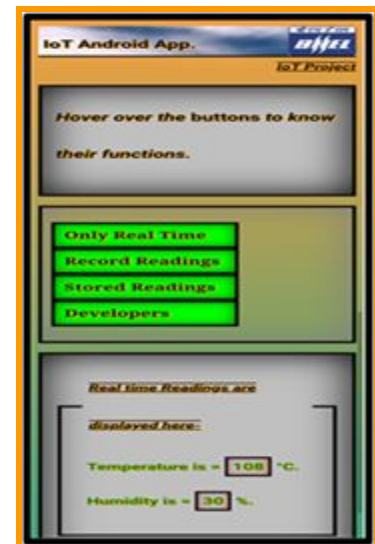 IoT Android App.
IoT Project
Hover over the buttons to know
their functions.
Only Real Time
Record Readings
Stored Readings
Developers
Real time Readings are
displayed here-
Temperature is = 108 °C.
Humidity is = 30 %.